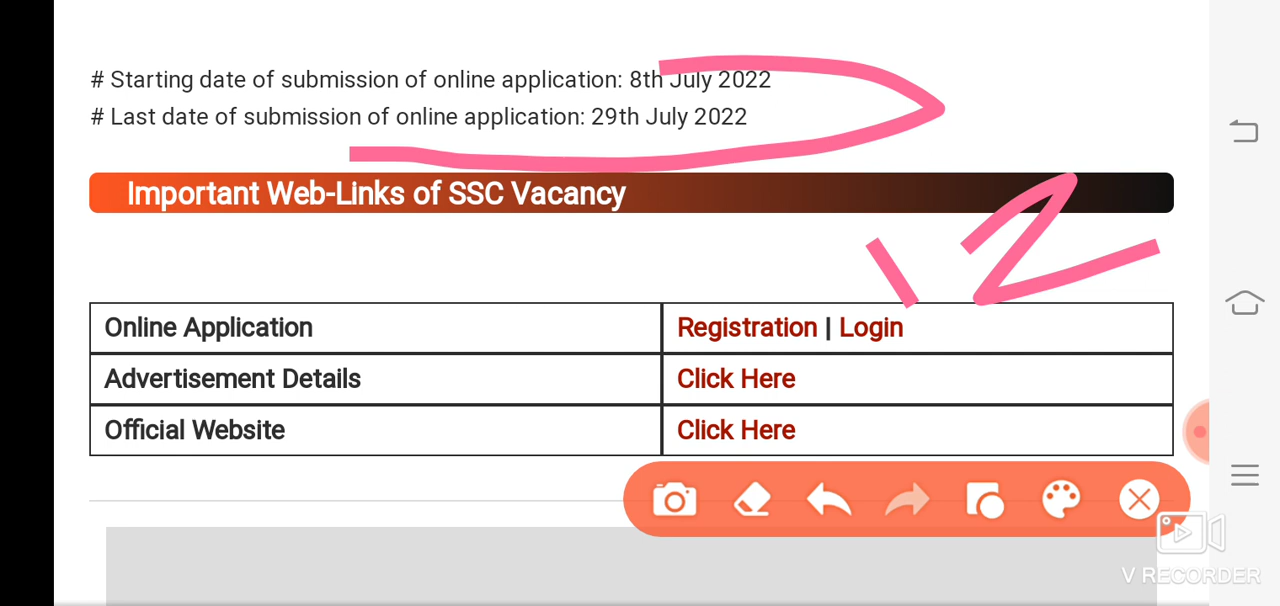 # Starting date of submission of online application: 8th July 2022
# Last date of submission of online application: 29th July 2022
Important Web-Links of SSC Vacancy
12
Online Application Registration | Login
Advertisement Details Click Here
Official Website Click Here
V RECORDER